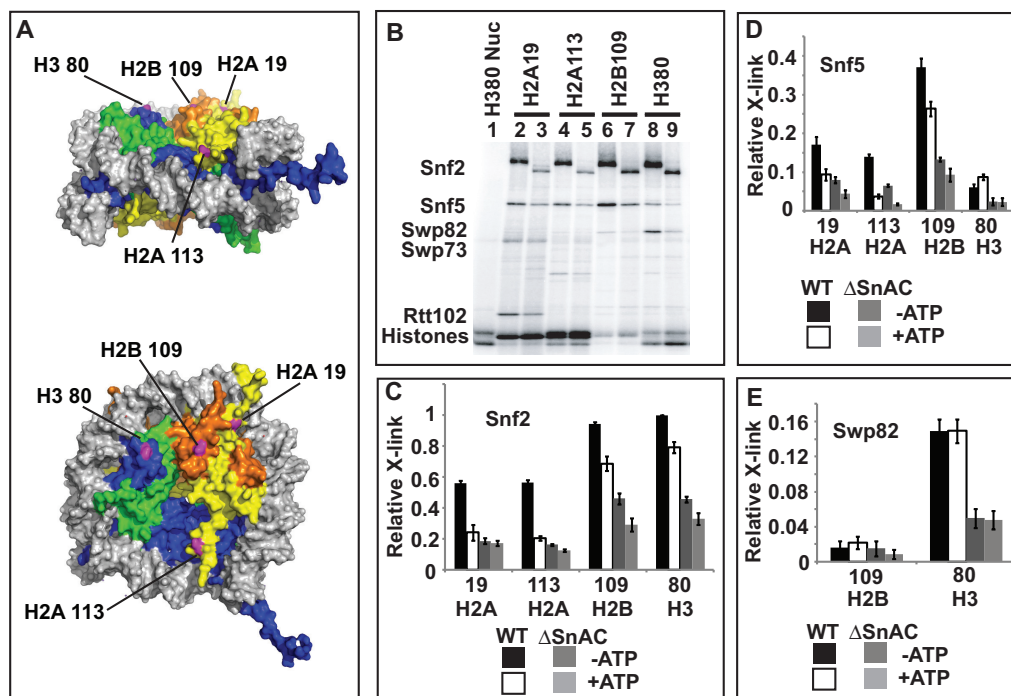 A
H3 80
H2B 109
H2A 19
H2A 113
H2B 109
H2A 19
H3 80
H2A 113
B
H380 Nuc
H2A19
H2A113
H2B109
H380
1 2 3 4 5 6 7 8 9
Snf2
Snf5
Swp82
Swp73
Rtt102
Histones
C
Snf2
Relative X-link
1
0.8
0.6
0.4
0.2
0
19 113 109 80
H2A H2A H2B H3
WT ΔSnAC
-ATP
+ATP
D
Snf5
Relative X-link
0.4
0.3
0.2
0.1
0
19 113 109 80
H2A H2A H2B H3
WT ΔSnAC
-ATP
+ATP
E
Swp82
Relative X-link
0.16
0.12
0.08
0.04
0
109 80
H2B H3
WT ΔSnAC
-ATP
+ATP